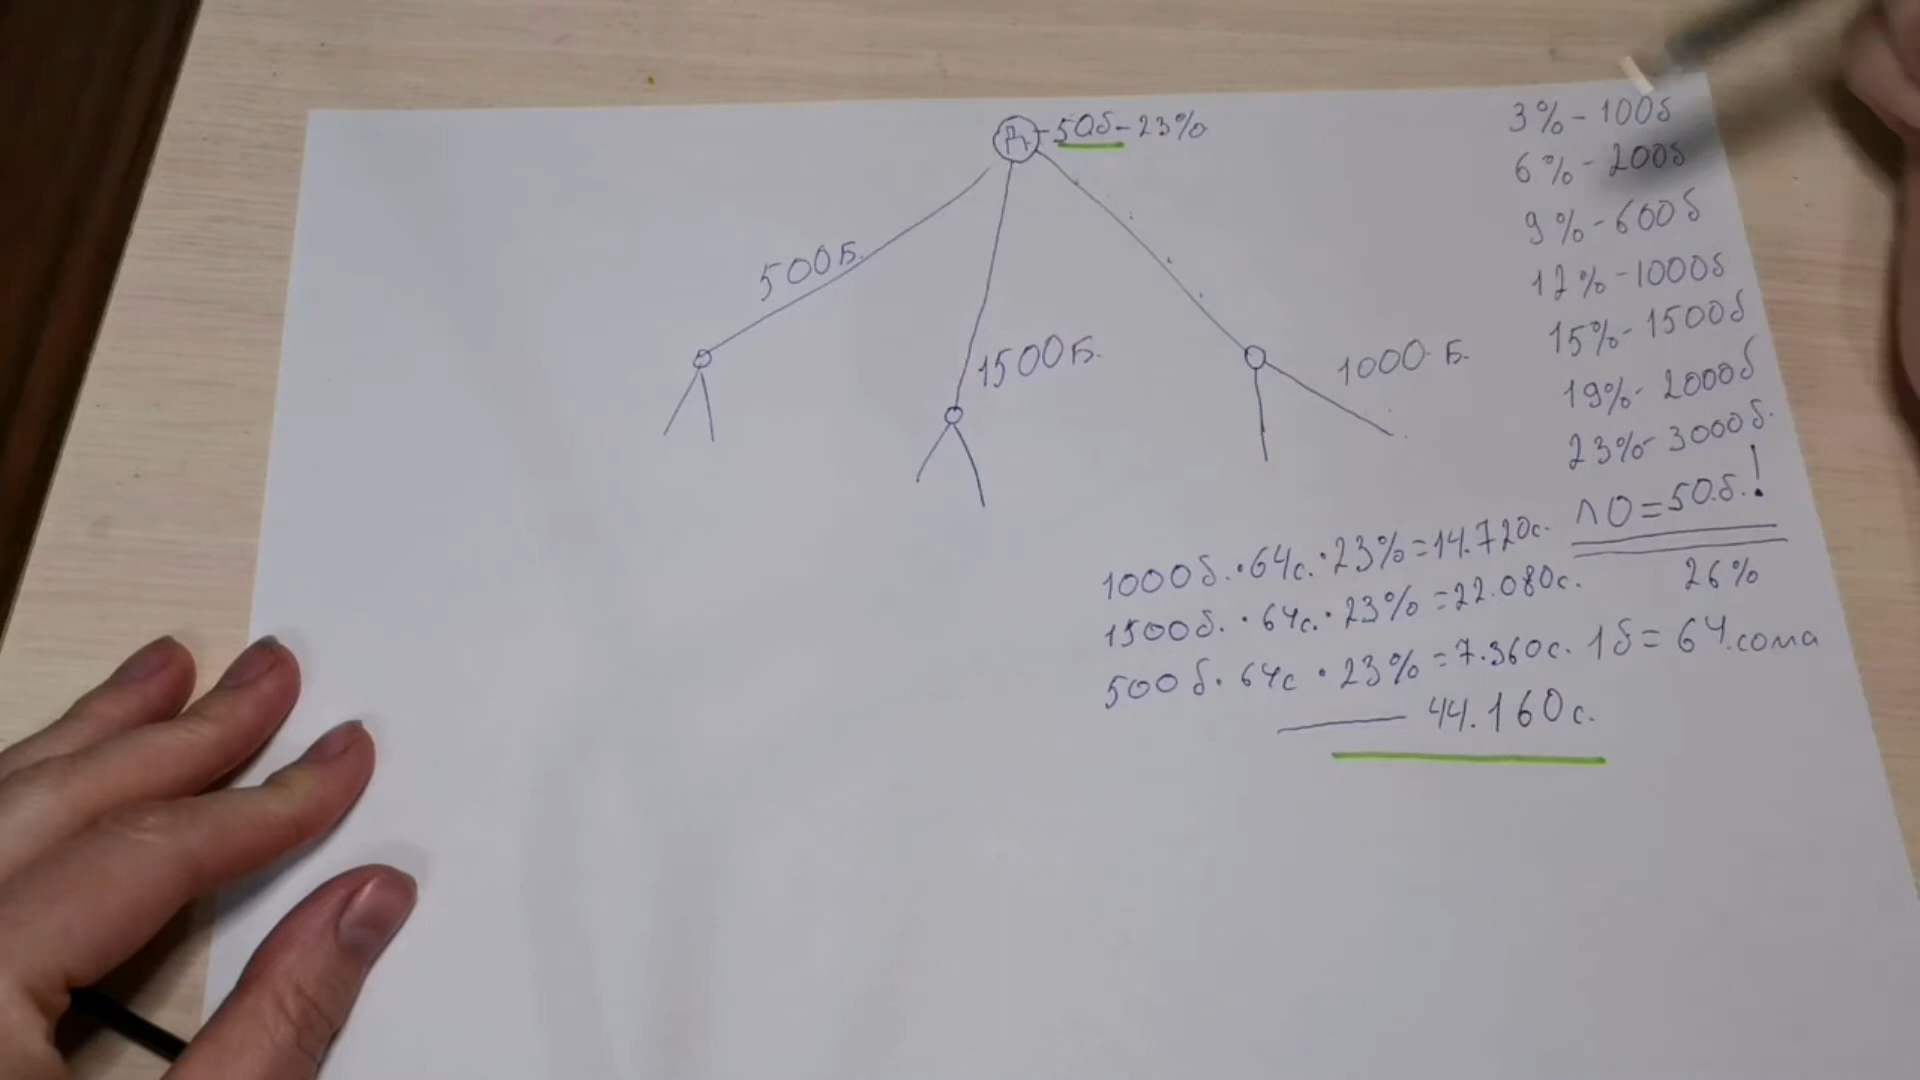 Д - 50б - 23%
500Б.
1500Б.
1000 Б.
3% - 100б
6% - 200б
9% - 600б
12% - 1000б
15% - 1500б
19% - 2000б
23% - 3000б.
ЛО = 50.б.!
26%
1б = 64.сома
1000б. · 64с. · 23% = 14.720с.
1500б. · 64с. · 23% = 22.080с.
500б. 64с · 23% = 7.360с.
44.160с.